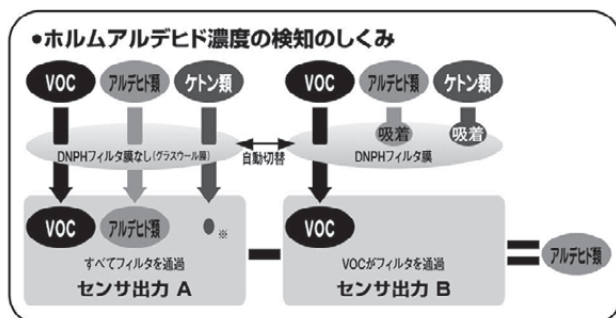 ●ホルムアルデヒド濃度の検知のしくみ
VOC アルデヒド類 ケトン類 VOC アルデヒド類 ケトン類
吸着 吸着
DNPHフィルタ膜なし(グラスウール膜) 自動切替 DNPHフィルタ膜
VOC アルデヒド類 ※ VOC
アルデヒド類
すべてフィルタを通過 VOCがフィルタを通過
センサ出力 A センサ出力 B